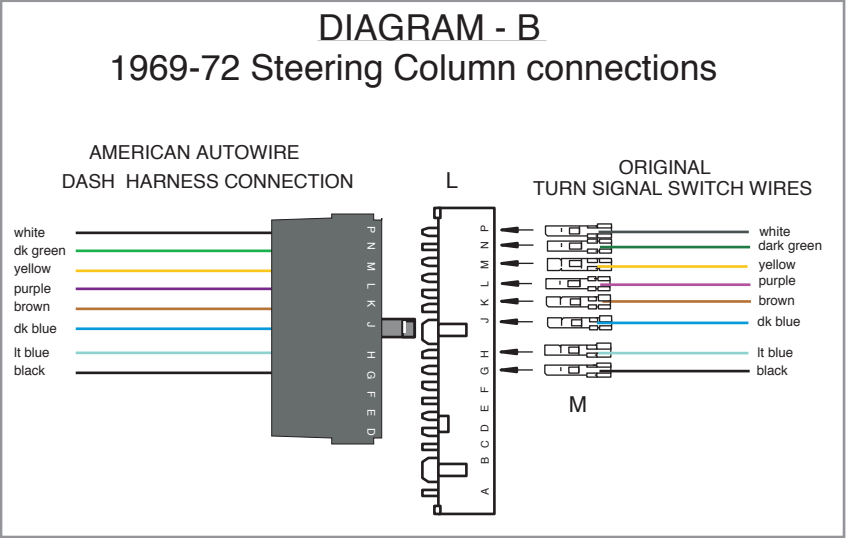 DIAGRAM - B
1969-72 Steering Column connections
AMERICAN AUTOWIRE
DASH HARNESS CONNECTION
L
ORIGINAL
TURN SIGNAL SWITCH WIRES
white
dk green
yellow
purple
brown
dk blue
lt blue
black
P
N
M
L
K
J
H
G
F
E
D
P
N
M
L
K
J
H
G
F
E
D
C
B
A
white
dark green
yellow
purple
brown
dk blue
lt blue
black
M